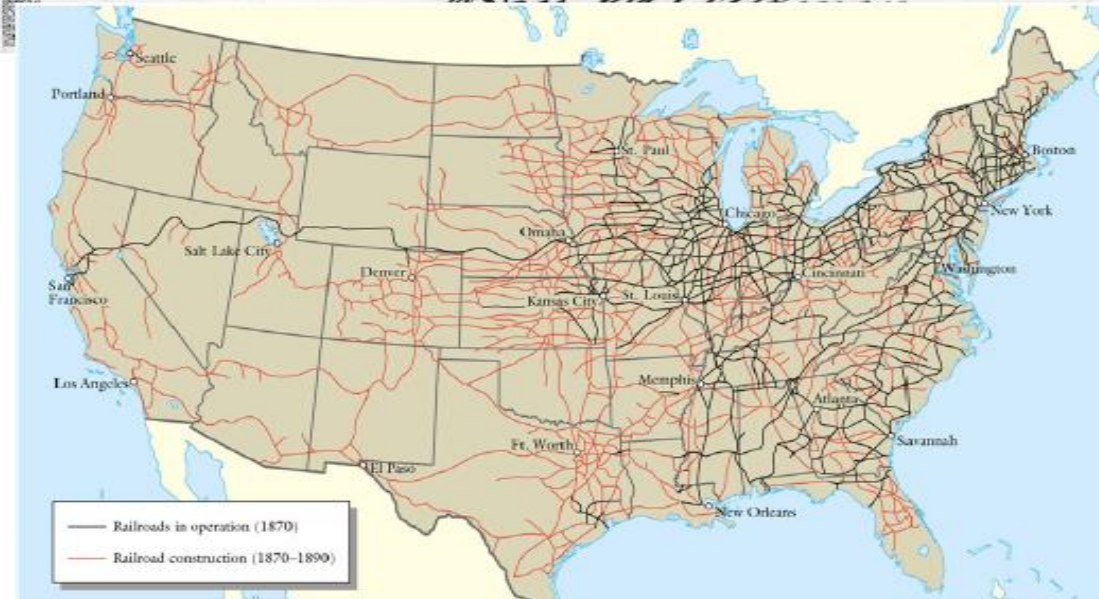 Seattle
Portland
St. Paul
Boston
Chicago
New York
Omaha
Salt Lake City
Denver
Cincinnati
Washington
San
Francisco
Kansas City
St. Louis
Los Angeles
Memphis
Atlanta
Ft. Worth
Savannah
El Paso
New Orleans
Railroads in operation (1870)
Railroad construction (1870–1890)